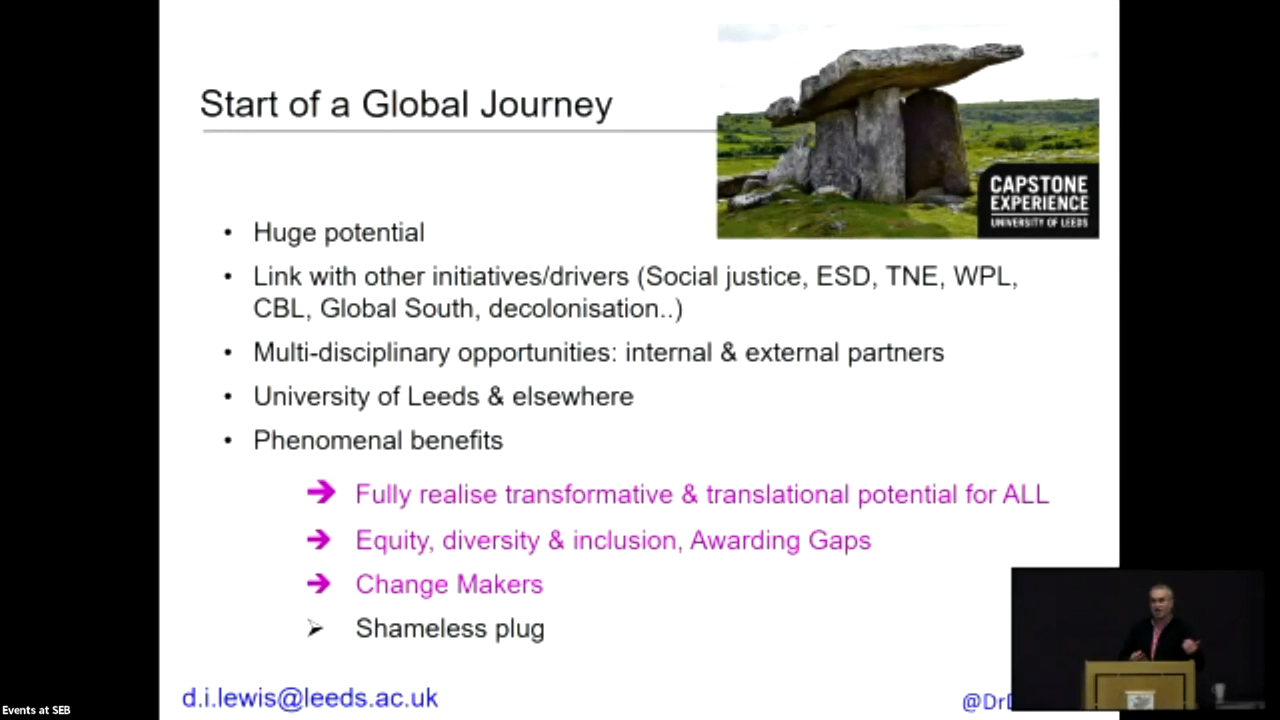 Start of a Global Journey
CAPSTONE
EXPERIENCE
UNIVERSITY OF LEEDS
• Huge potential
• Link with other initiatives/drivers (Social justice, ESD, TNE, WPL,
CBL, Global South, decolonisation..)
• Multi-disciplinary opportunities: internal & external partners
• University of Leeds & elsewhere
• Phenomenal benefits
➔ Fully realise transformative & translational potential for ALL
➔ Equity, diversity & inclusion, Awarding Gaps
➔ Change Makers
➢ Shameless plug
d.i.lewis@leeds.ac.uk
Events at SEB